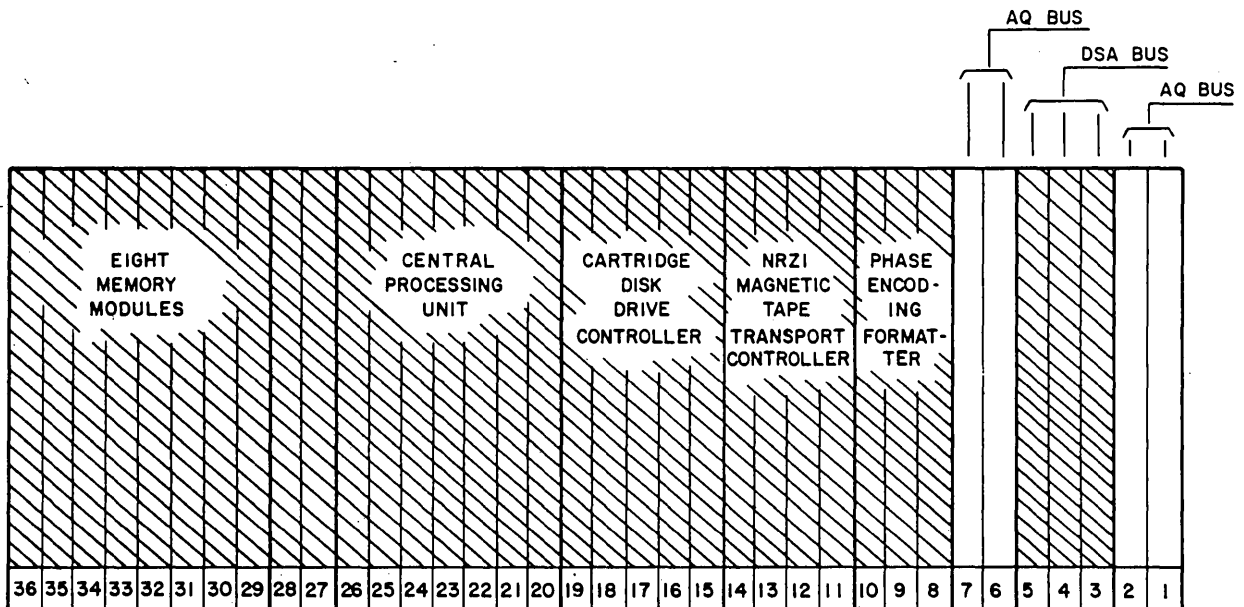 AQ BUS
DSA BUS
AQ BUS
EIGHT
MEMORY
MODULES
CENTRAL
PROCESSING
UNIT
CARTRIDGE
DISK
DRIVE
CONTROLLER
NRZI
MAGNETIC
TAPE
TRANSPORT
CONTROLLER
PHASE
ENCOD-
ING
FORMAT-
TER
36 35 34 33 32 31 30 29 28 27 26 25 24 23 22 21 20 19 18 17 16 15 14 13 12 11 10 9 8 7 6 5 4 3 2 1